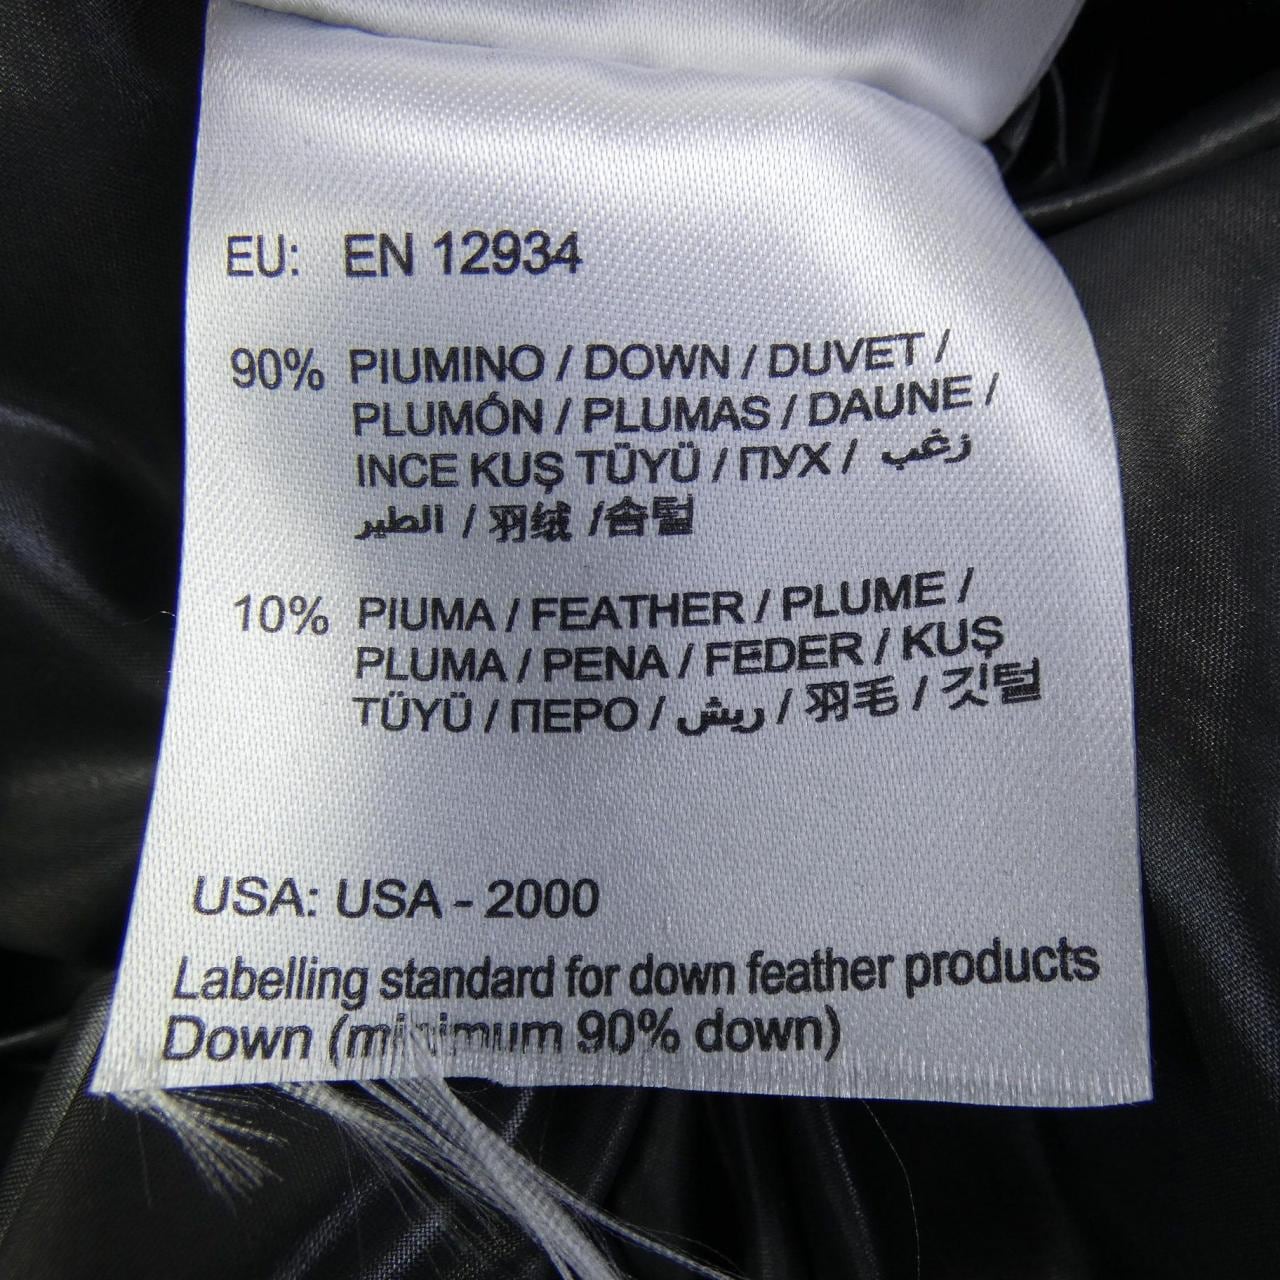 EU: EN 12934
90% PIUMINO / DOWN / DUVET /
PLUMÓN / PLUMAS / DAUNE /
INCE KUŞ TÜYÜ / ПУХ / زغب
الطير / 羽绒 /솜털
10% PIUMA / FEATHER / PLUME /
PLUMA / PENA / FEDER / KUŞ
TÜYÜ / ПЕРО / ريش / 羽毛 / 깃털
USA: USA - 2000
Labelling standard for down feather products
Down (minimum 90% down)